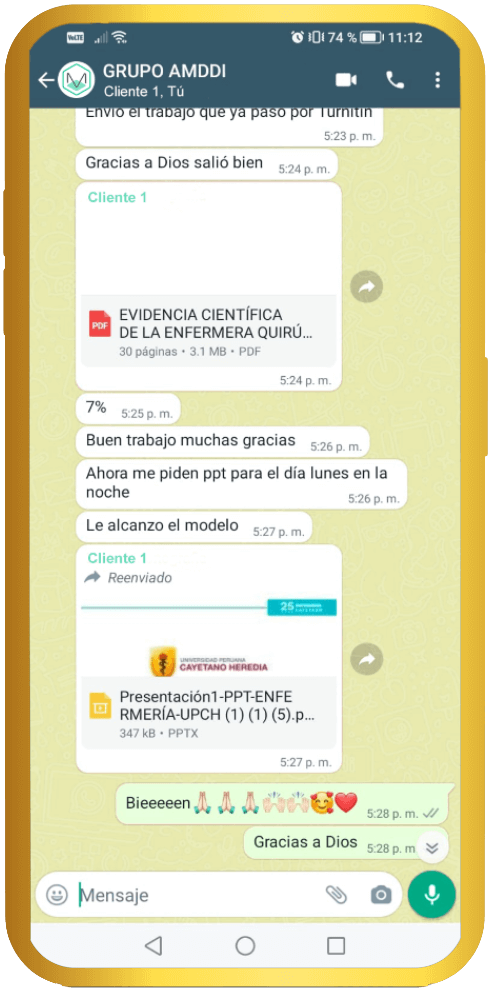 VoLTE
74 % 11:12
GRUPO AMDDI
Cliente 1, Tú
Envío el trabajo que ya pasó por Turnitin
5:23 p. m.
Gracias a Dios salió bien 5:24 p. m.
Cliente 1
PDF
EVIDENCIA CIENTÍFICA
DE LA ENFERMERA QUIRÚ...
30 páginas • 3.1 MB • PDF
5:24 p. m.
7% 5:25 p. m.
Buen trabajo muchas gracias 5:26 p. m.
Ahora me piden ppt para el día lunes en la
noche 5:26 p. m.
Le alcanzo el modelo 5:27 p. m.
Cliente 1
Reenviado
25
UNIVERSIDAD PERUANA
CAYETANO HEREDIA
Presentación1-PPT-ENFE
RMERÍA-UPCH (1) (1) (5).p...
347 kB • PPTX
5:27 p. m.
Bieeeeen🙏🏻🙏🏻🙏🏻🙌🏻🙌🏻🥰❤️ 5:28 p. m.
Gracias a Dios 5:28 p. m
Mensaje